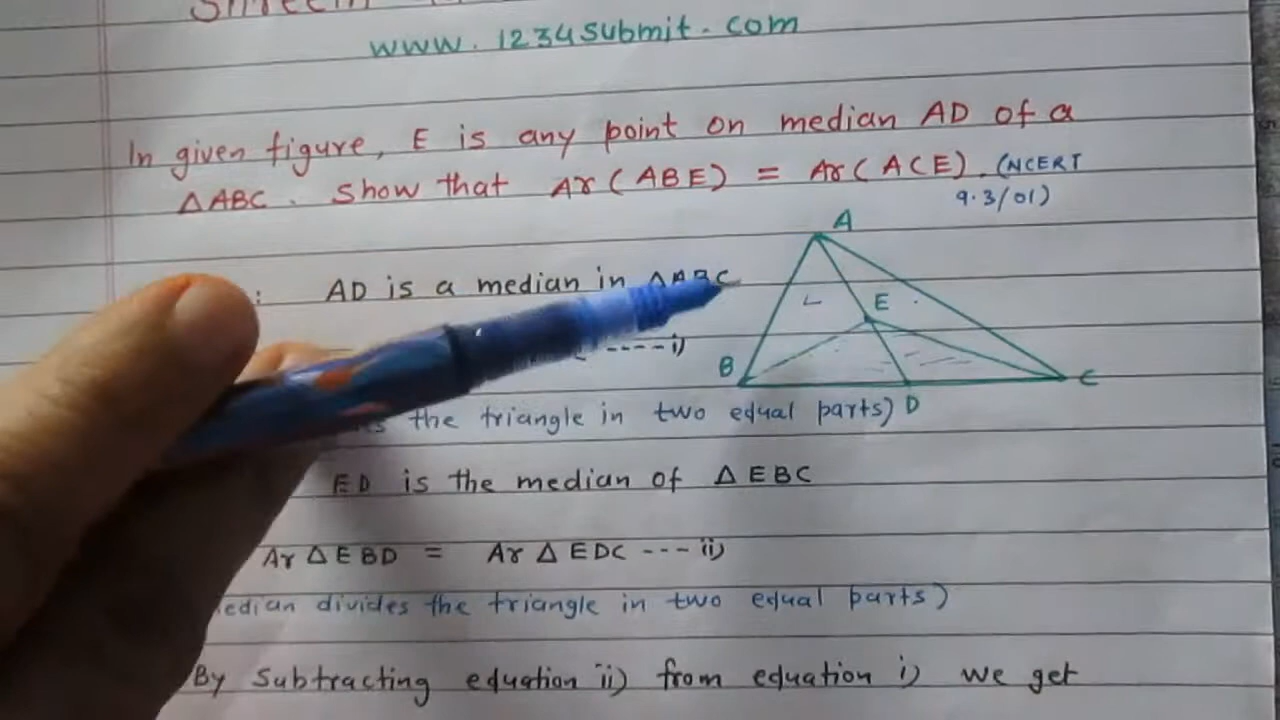 www.1234submit.com
In given figure, E is any point on median AD of a
ΔABC. Show that Ar(ABE) = Ar(ACE). (NCERT
9.3/01)
A
: AD is a median in ΔABC
E
-----i)
B
C
D
the triangle in two equal parts)
ED is the median of ΔEBC
Ar ΔEBD = Ar ΔEDC ---ii)
divides the triangle in two equal parts)
By subtracting equation ii) from equation i) we get